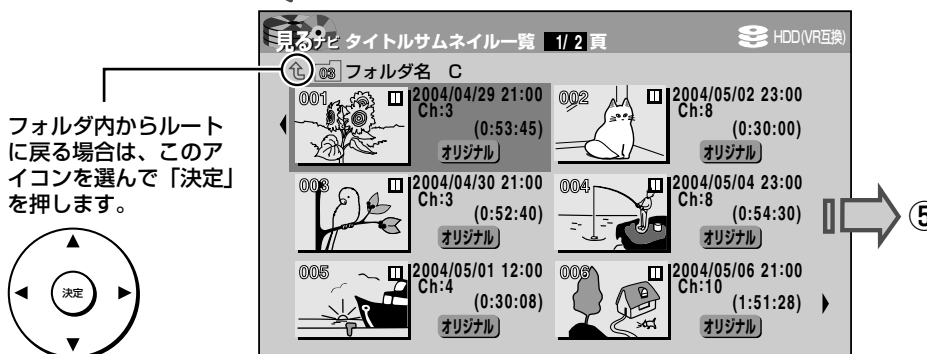 見るナビ タイトルサムネイル一覧 1/2頁 HDD(VR互換)
03 フォルダ名 C
001 2004/04/29 21:00
Ch:3
(0:53:45)
オリジナル
002 2004/05/02 23:00
Ch:8
(0:30:00)
オリジナル
003 2004/04/30 21:00
Ch:3
(0:52:40)
オリジナル
004 2004/05/04 23:00
Ch:8
(0:54:30)
オリジナル
005 2004/05/01 12:00
Ch:4
(0:30:08)
オリジナル
006 2004/05/06 21:00
Ch:10
(1:51:28)
オリジナル
フォルダ内からルート
に戻る場合は、このア
イコンを選んで「決定」
を押します。
決定
⑤